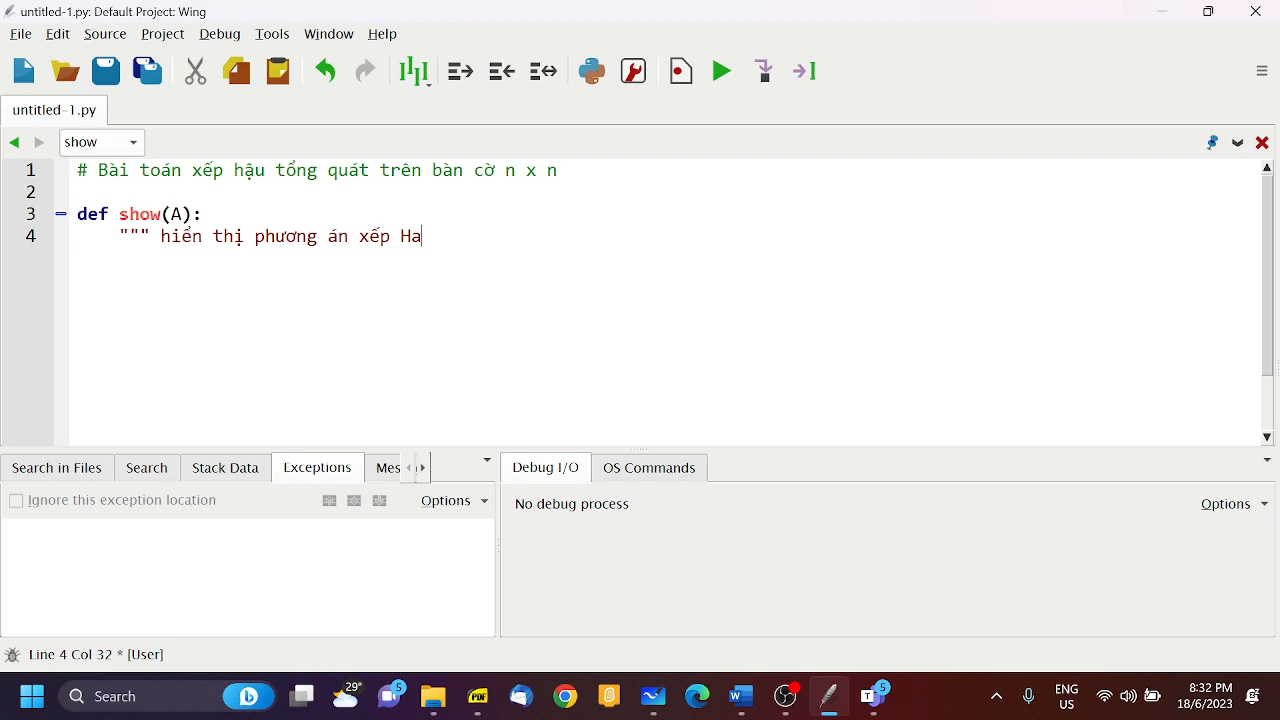 untitled-1.py: Default Project: Wing
File Edit Source Project Debug Tools Window Help
untitled-1.py
show
1 # Bài toán xếp hậu tổng quát trên bàn cờ n x n
2
3 def show(A):
4 """ hiển thị phương án xếp Ha
Search in Files Search Stack Data Exceptions Mes
Debug I/O OS Commands
Ignore this exception location Options
No debug process Options
Line 4 Col 32 * [User]
Search
29°
5
PDF
5
ENG
US
8:32 PM
18/6/2023